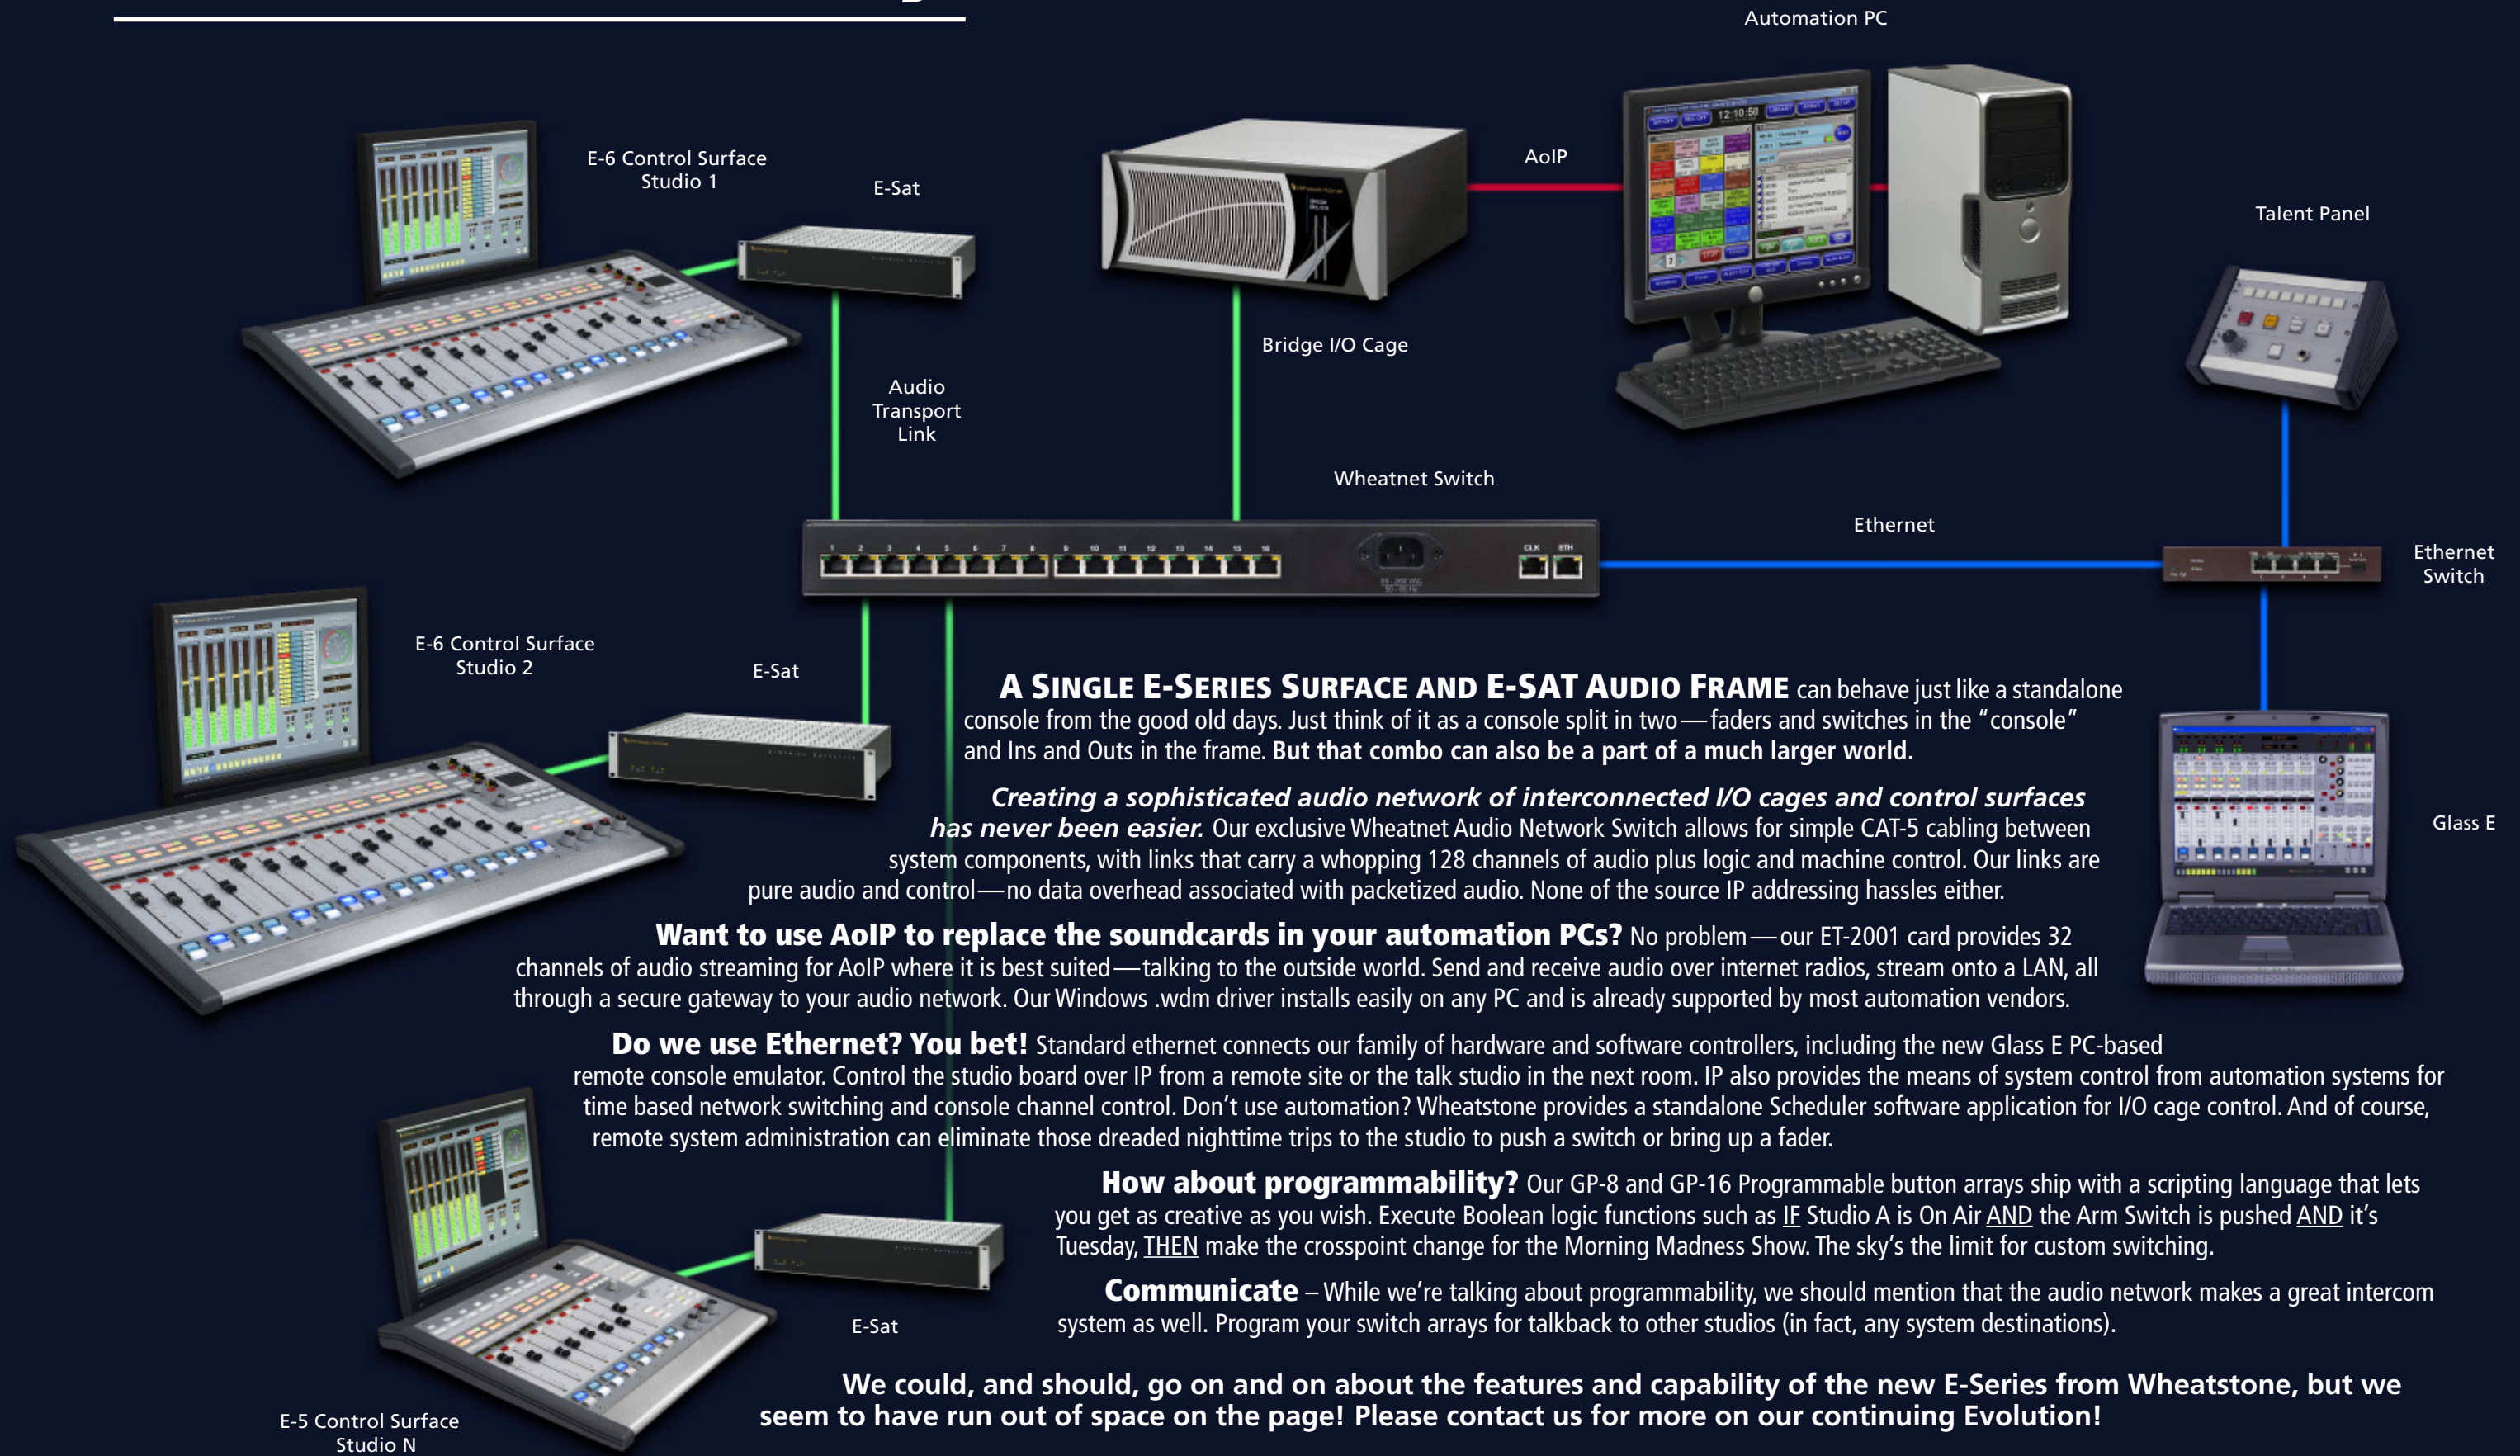 Automation PC
E-6 Control Surface
Studio 1
E-Sat
AoIP
Talent Panel
Bridge I/O Cage
Audio
Transport
Link
Wheatnet Switch
Ethernet
Ethernet
Switch
12:10:50
1 2 3 4 5 6 7 8 9 10 11 12 13 14 15 16
CLK ETH
E-6 Control Surface
Studio 2
E-Sat
A SINGLE E-SERIES SURFACE AND E-SAT AUDIO FRAME can behave just like a standalone
console from the good old days. Just think of it as a console split in two—faders and switches in the “console”
and Ins and Outs in the frame. But that combo can also be a part of a much larger world.
Creating a sophisticated audio network of interconnected I/O cages and control surfaces
has never been easier. Our exclusive Wheatnet Audio Network Switch allows for simple CAT-5 cabling between
system components, with links that carry a whopping 128 channels of audio plus logic and machine control. Our links are
pure audio and control—no data overhead associated with packetized audio. None of the source IP addressing hassles either.
Glass E
Want to use AoIP to replace the soundcards in your automation PCs? No problem—our ET-2001 card provides 32
channels of audio streaming for AoIP where it is best suited—talking to the outside world. Send and receive audio over internet radios, stream onto a LAN, all
through a secure gateway to your audio network. Our Windows .wdm driver installs easily on any PC and is already supported by most automation vendors.
Do we use Ethernet? You bet! Standard ethernet connects our family of hardware and software controllers, including the new Glass E PC-based
remote console emulator. Control the studio board over IP from a remote site or the talk studio in the next room. IP also provides the means of system control from automation systems for
time based network switching and console channel control. Don’t use automation? Wheatstone provides a standalone Scheduler software application for I/O cage control. And of course,
remote system administration can eliminate those dreaded nighttime trips to the studio to push a switch or bring up a fader.
How about programmability? Our GP-8 and GP-16 Programmable button arrays ship with a scripting language that lets
you get as creative as you wish. Execute Boolean logic functions such as IF Studio A is On Air AND the Arm Switch is pushed AND it’s
Tuesday, THEN make the crosspoint change for the Morning Madness Show. The sky’s the limit for custom switching.
Communicate – While we’re talking about programmability, we should mention that the audio network makes a great intercom
system as well. Program your switch arrays for talkback to other studios (in fact, any system destinations).
E-Sat
E-5 Control Surface
Studio N
We could, and should, go on and on about the features and capability of the new E-Series from Wheatstone, but we
seem to have run out of space on the page! Please contact us for more on our continuing Evolution!